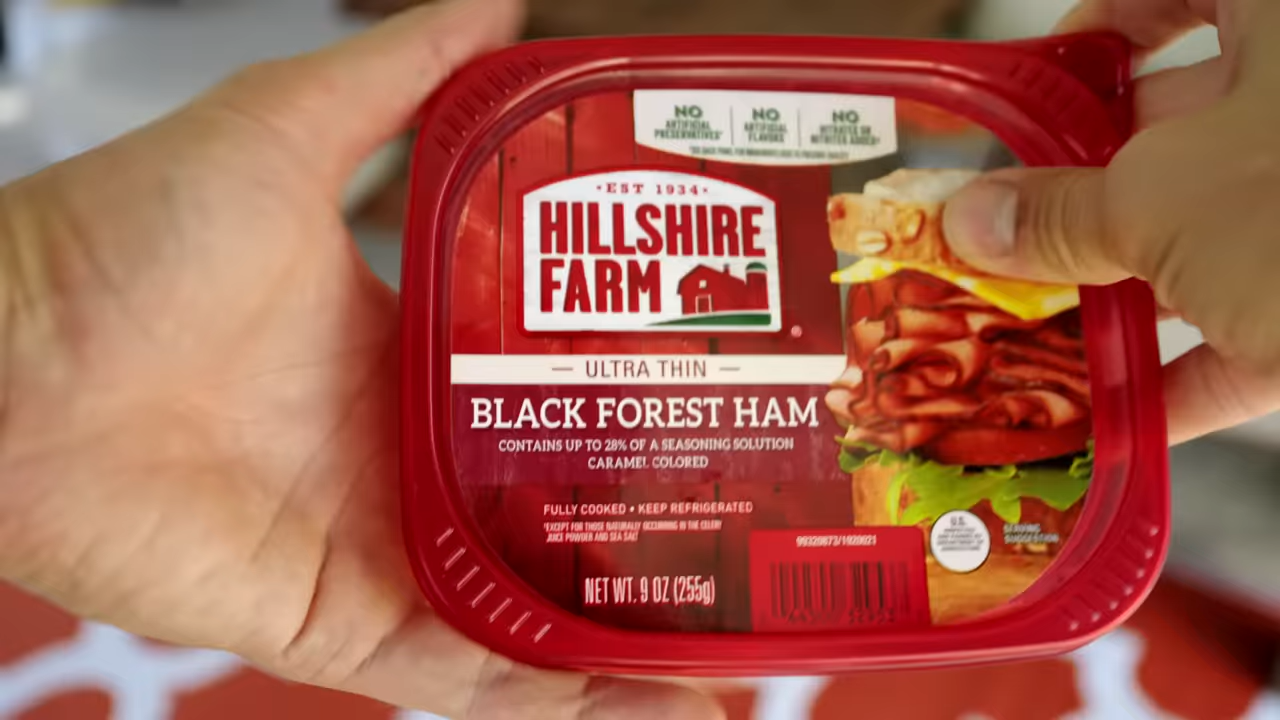 NO NO NO
ARTIFICIAL ARTIFICIAL NITRATES OR
PRESERVATIVES* FLAVORS NITRITES ADDED*
·EST 1934·
HILLSHIRE
FARM
— ULTRA THIN —
BLACK FOREST HAM
CONTAINS UP TO 28% OF A SEASONING SOLUTION
CARAMEL COLORED
FULLY COOKED • KEEP REFRIGERATED
*EXCEPT FOR THOSE NATURALLY OCCURRING IN THE CELERY
JUICE POWDER AND SEA SALT
U.S.
SERVING
SUGGESTION
99320873/1920021
NET WT. 9 OZ (255g)